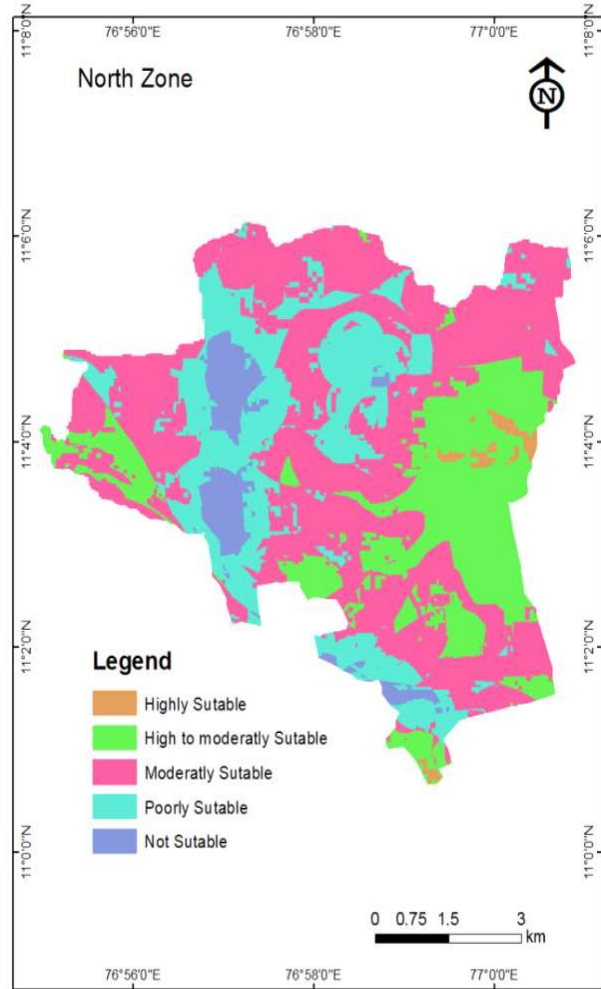 76°56'0"E 76°58'0"E 77°0'0"E
11°8'0"N 11°8'0"N
North Zone
N
11°6'0"N 11°6'0"N
11°4'0"N 11°4'0"N
11°2'0"N 11°2'0"N
Legend
Highly Sutable
High to moderatly Sutable
Moderatly Sutable
Poorly Sutable
Not Sutable
11°0'0"N 11°0'0"N
0 0.75 1.5 3
km
76°56'0"E 76°58'0"E 77°0'0"E